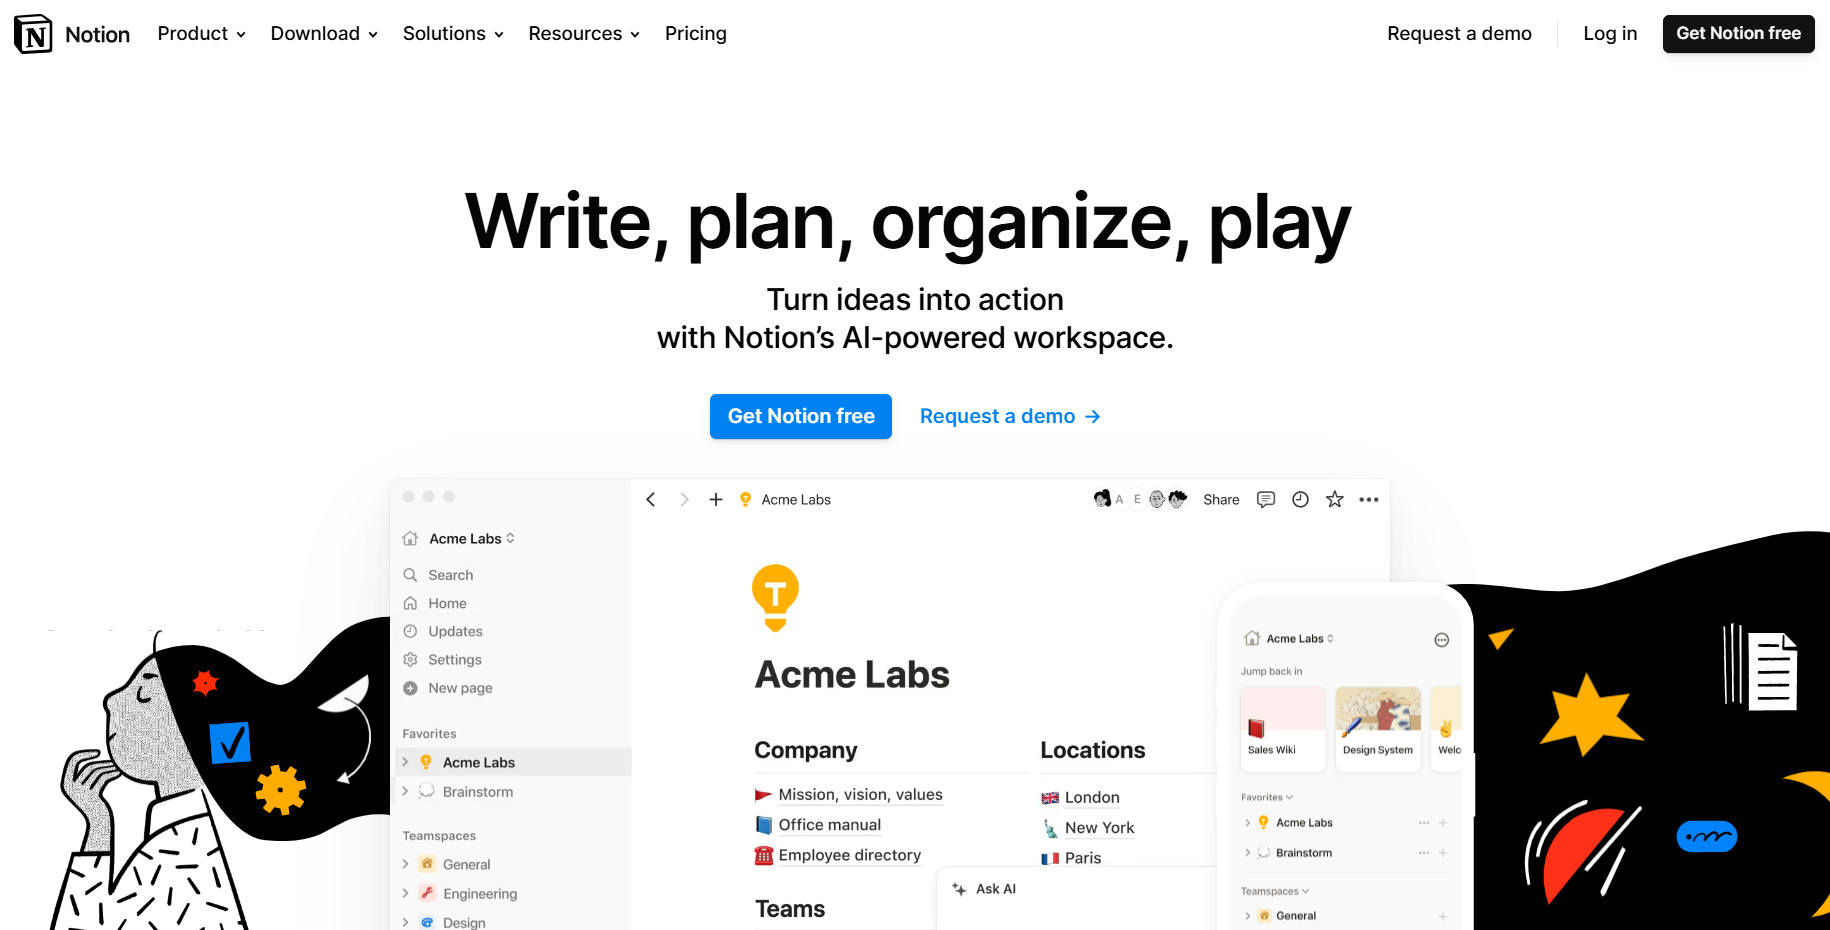 Notion
Product
Download
Solutions
Resources
Pricing
Request a demo
Log in
Get Notion free
Write, plan, organize, play
Turn ideas into action
with Notion’s AI-powered workspace.
Get Notion free
Request a demo →
Acme Labs
A
E
Share
Acme Labs
Search
Home
Updates
Settings
New page
Favorites
Acme Labs
Brainstorm
Teamspaces
General
Engineering
Design
T
Acme Labs
Company
Mission, vision, values
Office manual
Employee directory
Teams
Locations
London
New York
Paris
Ask AI
Acme Labs
Jump back in
Sales Wiki
Design System
Welc
Favorites
Acme Labs
Brainstorm
Teamspaces
General